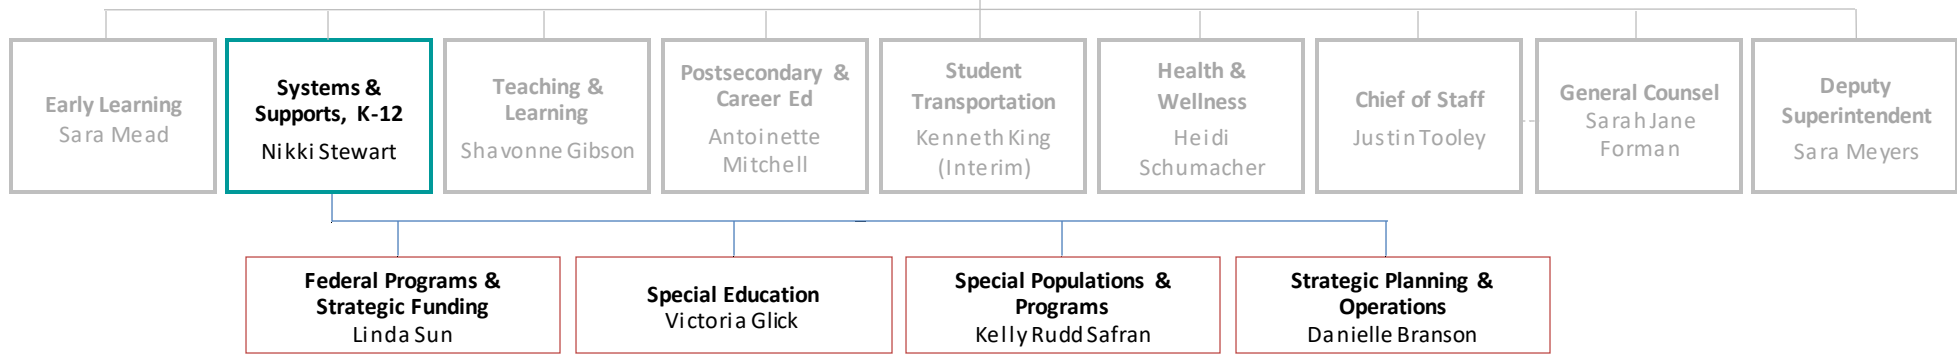 Early Learning
Sara Mead
Systems &
Supports, K-12
Nikki Stewart
Teaching &
Learning
Shavonne Gibson
Postsecondary &
Career Ed
Antoinette
Mitchell
Student
Transportation
Kenneth King
(Interim)
Health &
Wellness
Heidi
Schumacher
Chief of Staff
Justin Tooley
General Counsel
Sarah Jane
Forman
Deputy
Superintendent
Sara Meyers
Federal Programs &
Strategic Funding
Linda Sun
Special Education
Victoria Glick
Special Populations &
Programs
Kelly Rudd Safran
Strategic Planning &
Operations
Danielle Branson